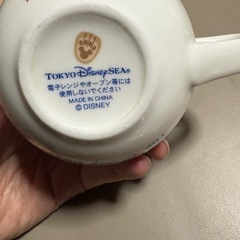 TOKYO DISNEYSEA®
電子レンジやオーブン等には
使用しないでください
MADE IN CHINA
© DISNEY